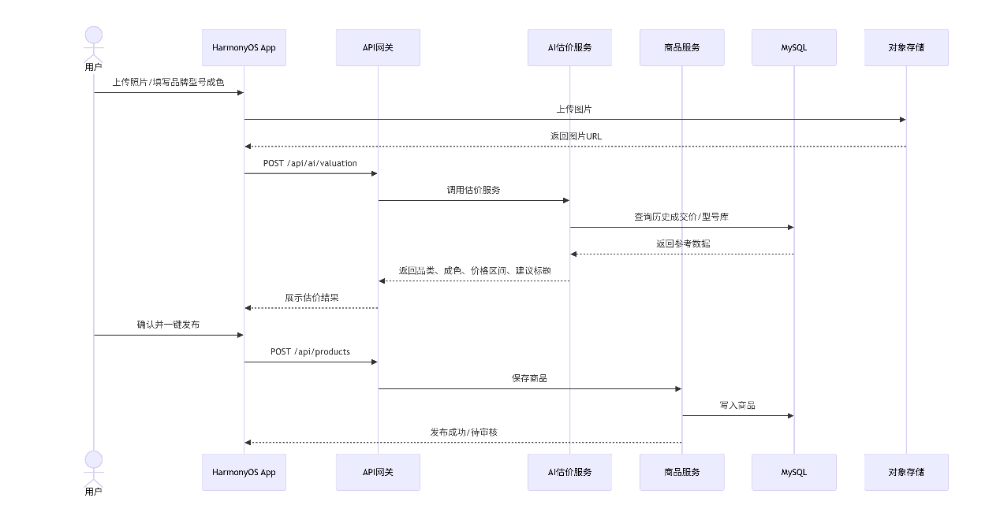 用户
HarmonyOS App
API网关
AI估价服务
商品服务
MySQL
对象存储
上传照片/填写品牌型号成色
上传图片
返回图片URL
POST /api/ai/valuation
调用估价服务
查询历史成交价/型号库
返回参考数据
返回品类、成色、价格区间、建议标题
展示估价结果
确认并一键发布
POST /api/products
保存商品
写入商品
发布成功/待审核
用户
HarmonyOS App
API网关
AI估价服务
商品服务
MySQL
对象存储